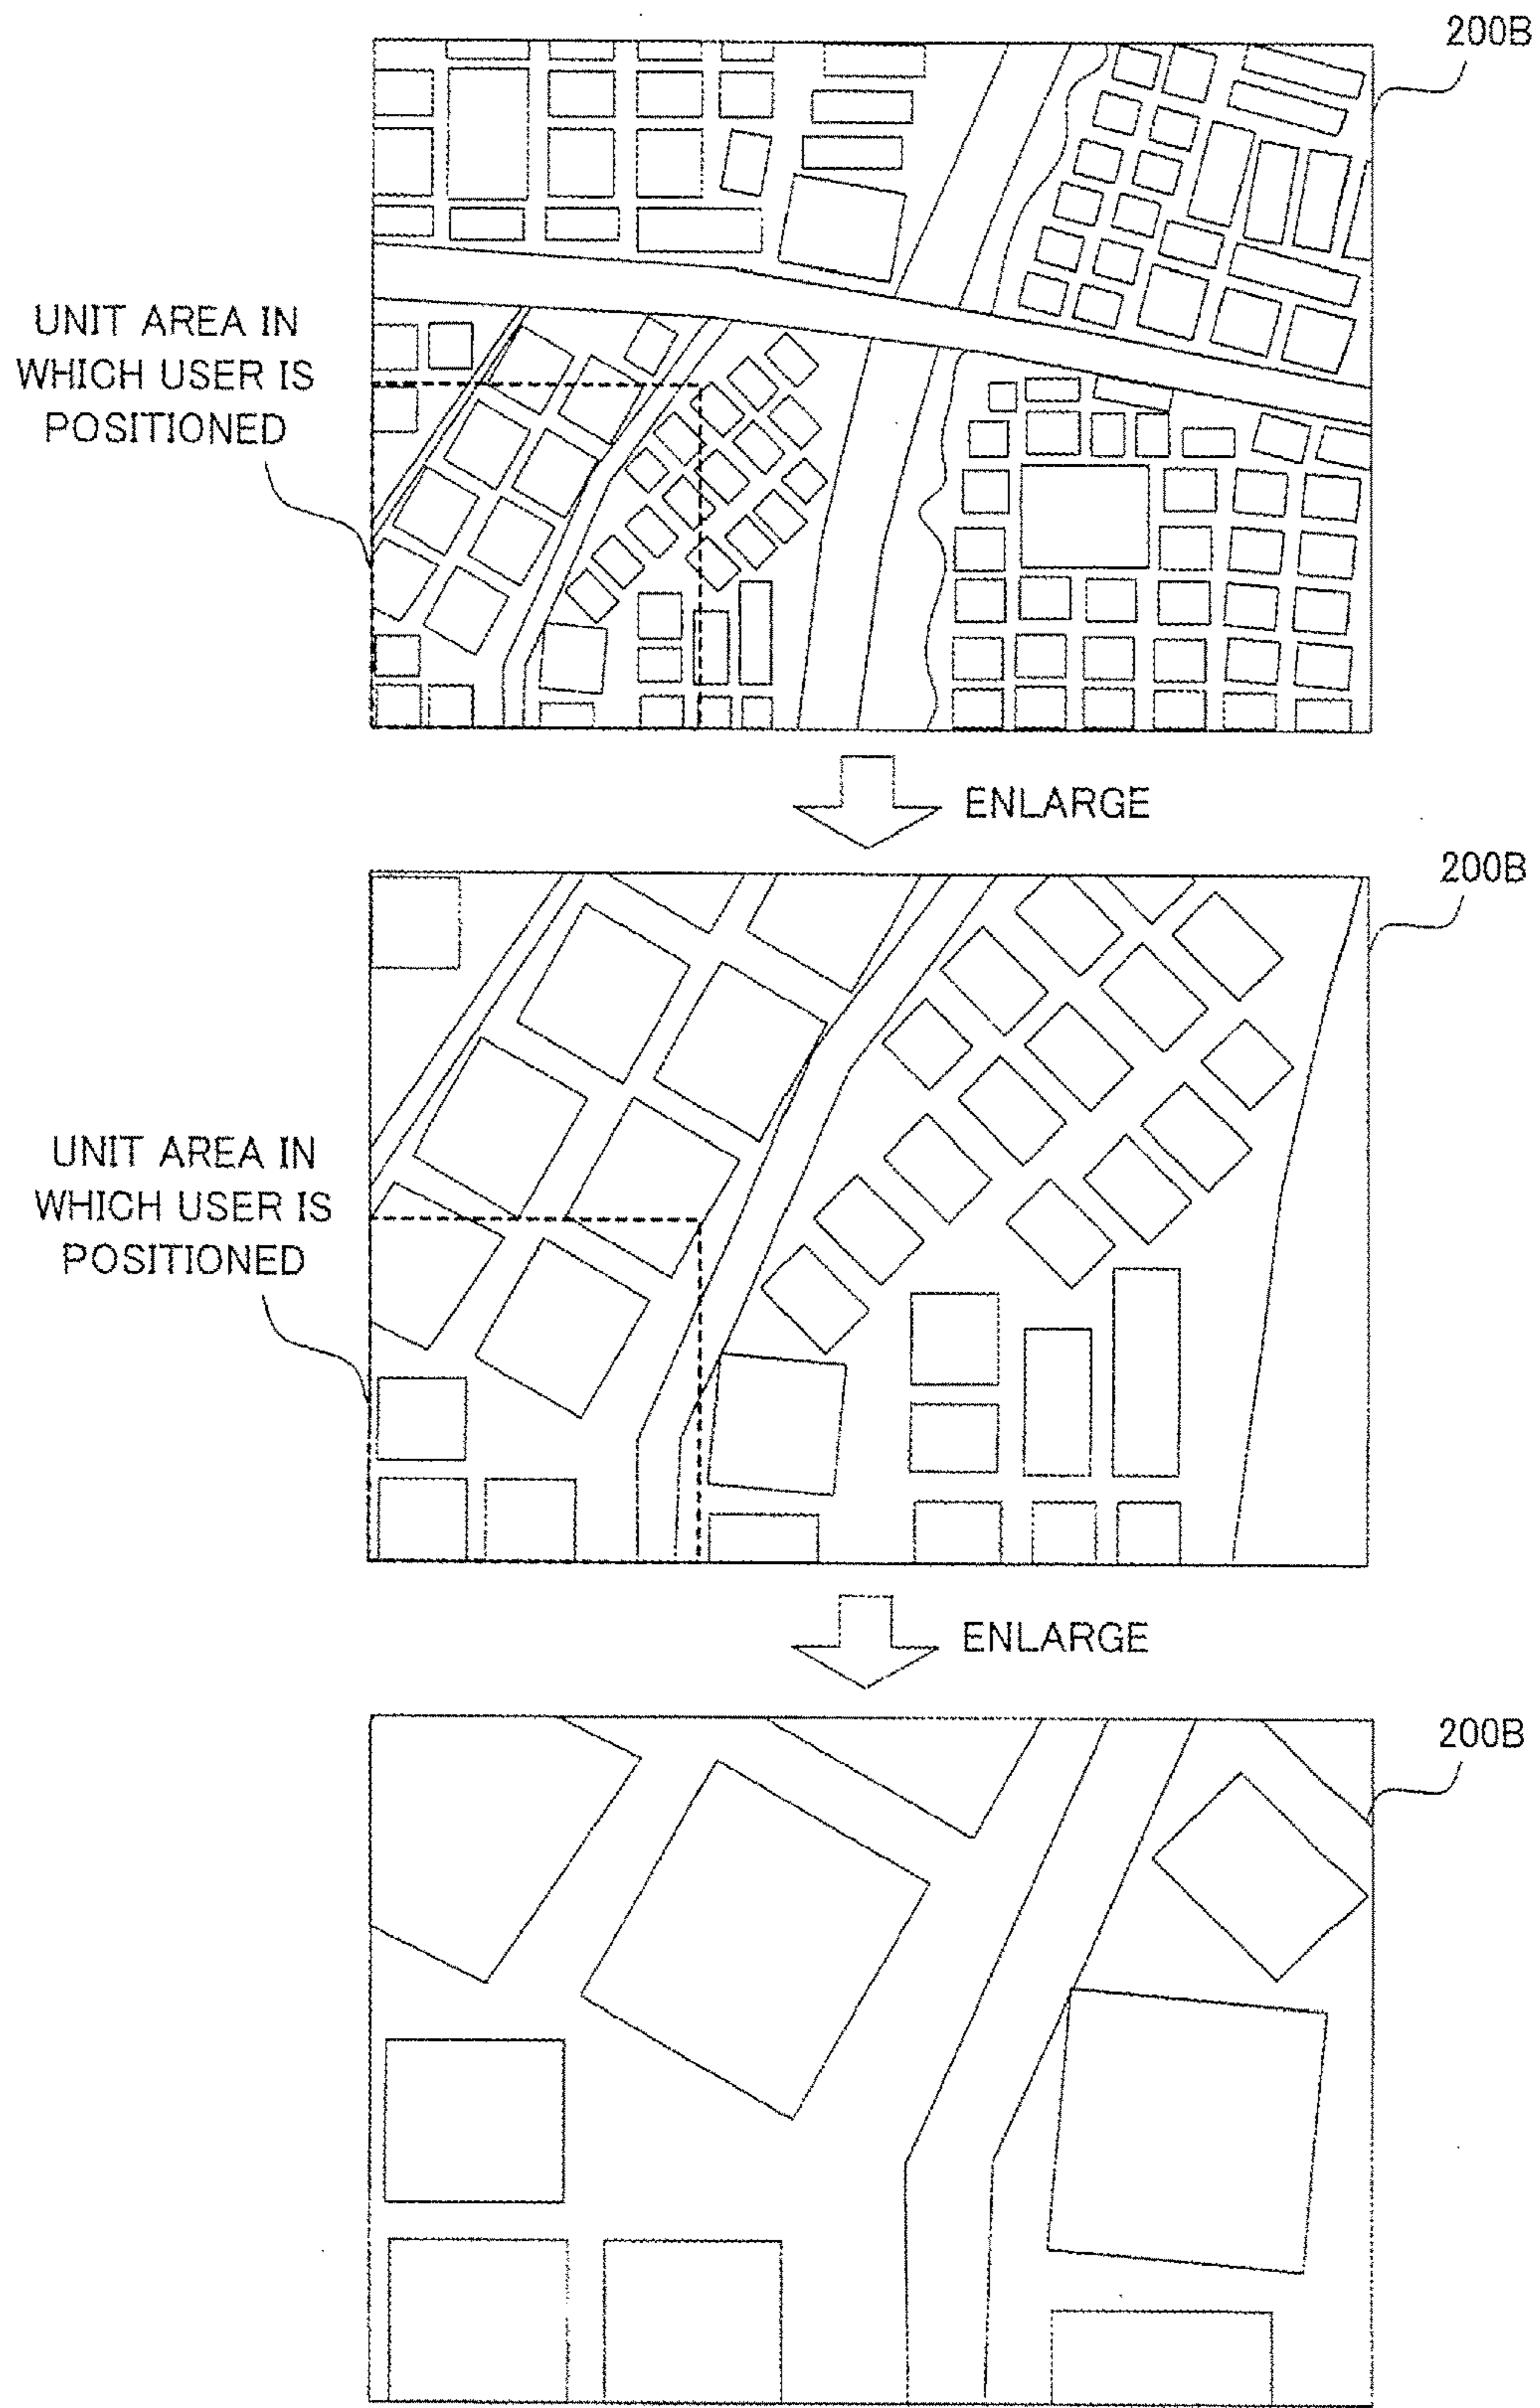 200B
UNIT AREA IN
WHICH USER IS
POSITIONED
ENLARGE
200B
UNIT AREA IN
WHICH USER IS
POSITIONED
ENLARGE
200B